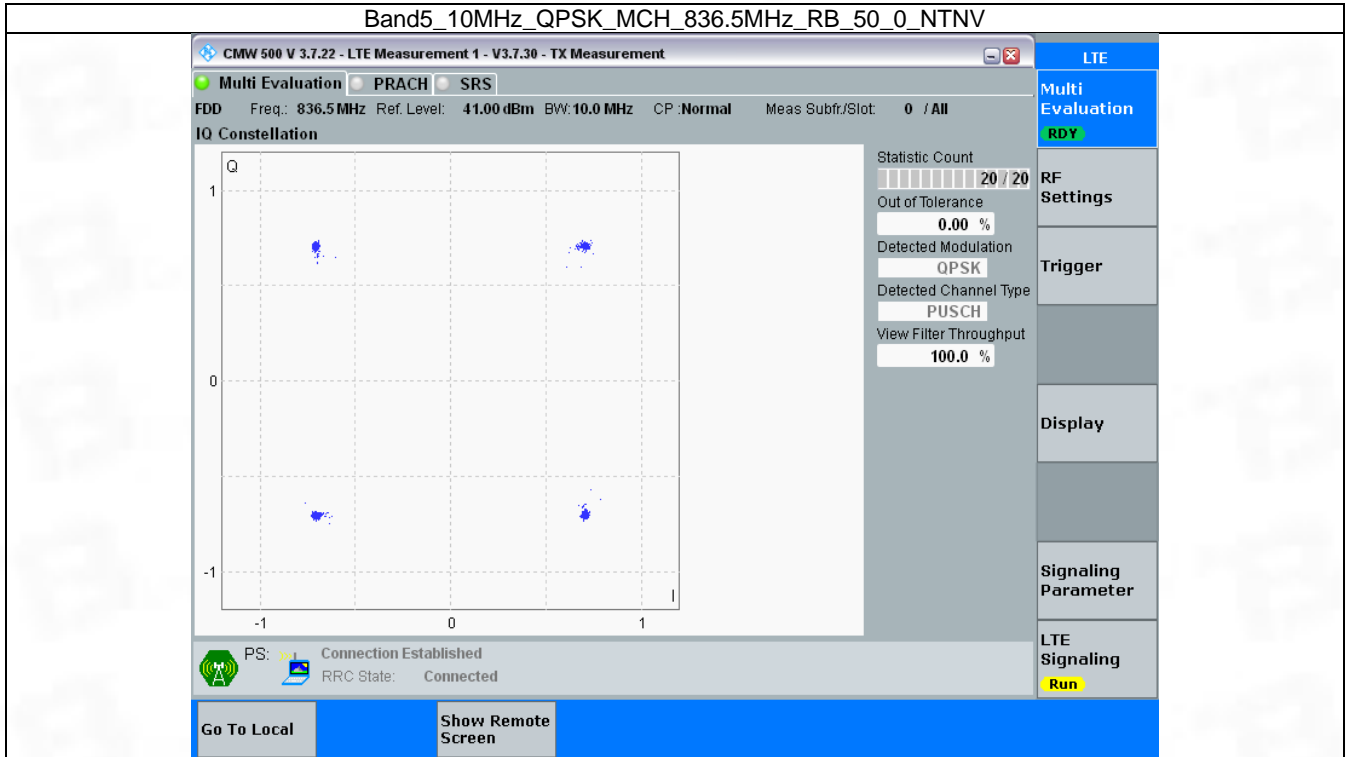 Band5_10MHz_QPSK_MCH_836.5MHz_RB_50_0_NTNV
CMW 500 V 3.7.22 - LTE Measurement 1 - V3.7.30 - TX Measurement
LTE
Multi Evaluation PRACH SRS
FDD Freq.: 836.5 MHz Ref. Level: 41.00 dBm BW: 10.0 MHz CP :Normal Meas Subfr./Slot: 0 / All
IQ Constellation
Q
1
0
-1
-1 0 1
I
Statistic Count
20 / 20
Out of Tolerance
0.00 %
Detected Modulation
QPSK
Detected Channel Type
PUSCH
View Filter Throughput
100.0 %
Multi
Evaluation
RDY
RF
Settings
Trigger
Display
Signaling
Parameter
LTE
Signaling
Run
PS: Connection Established
RRC State: Connected
Go To Local
Show Remote
Screen